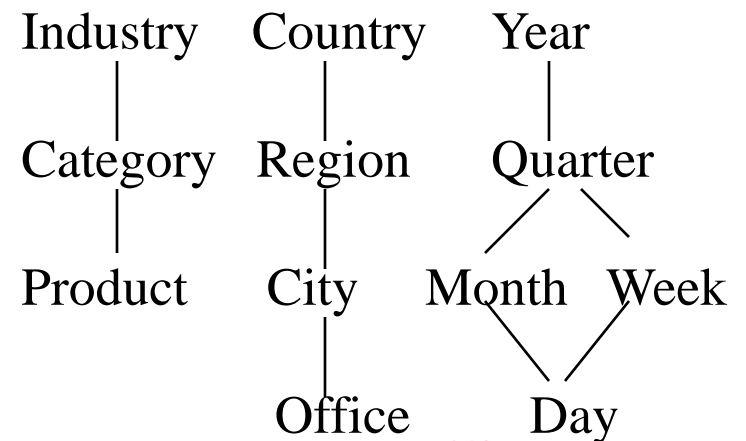 Industry Country Year
Category Region Quarter
Product City Month Week
Office Day